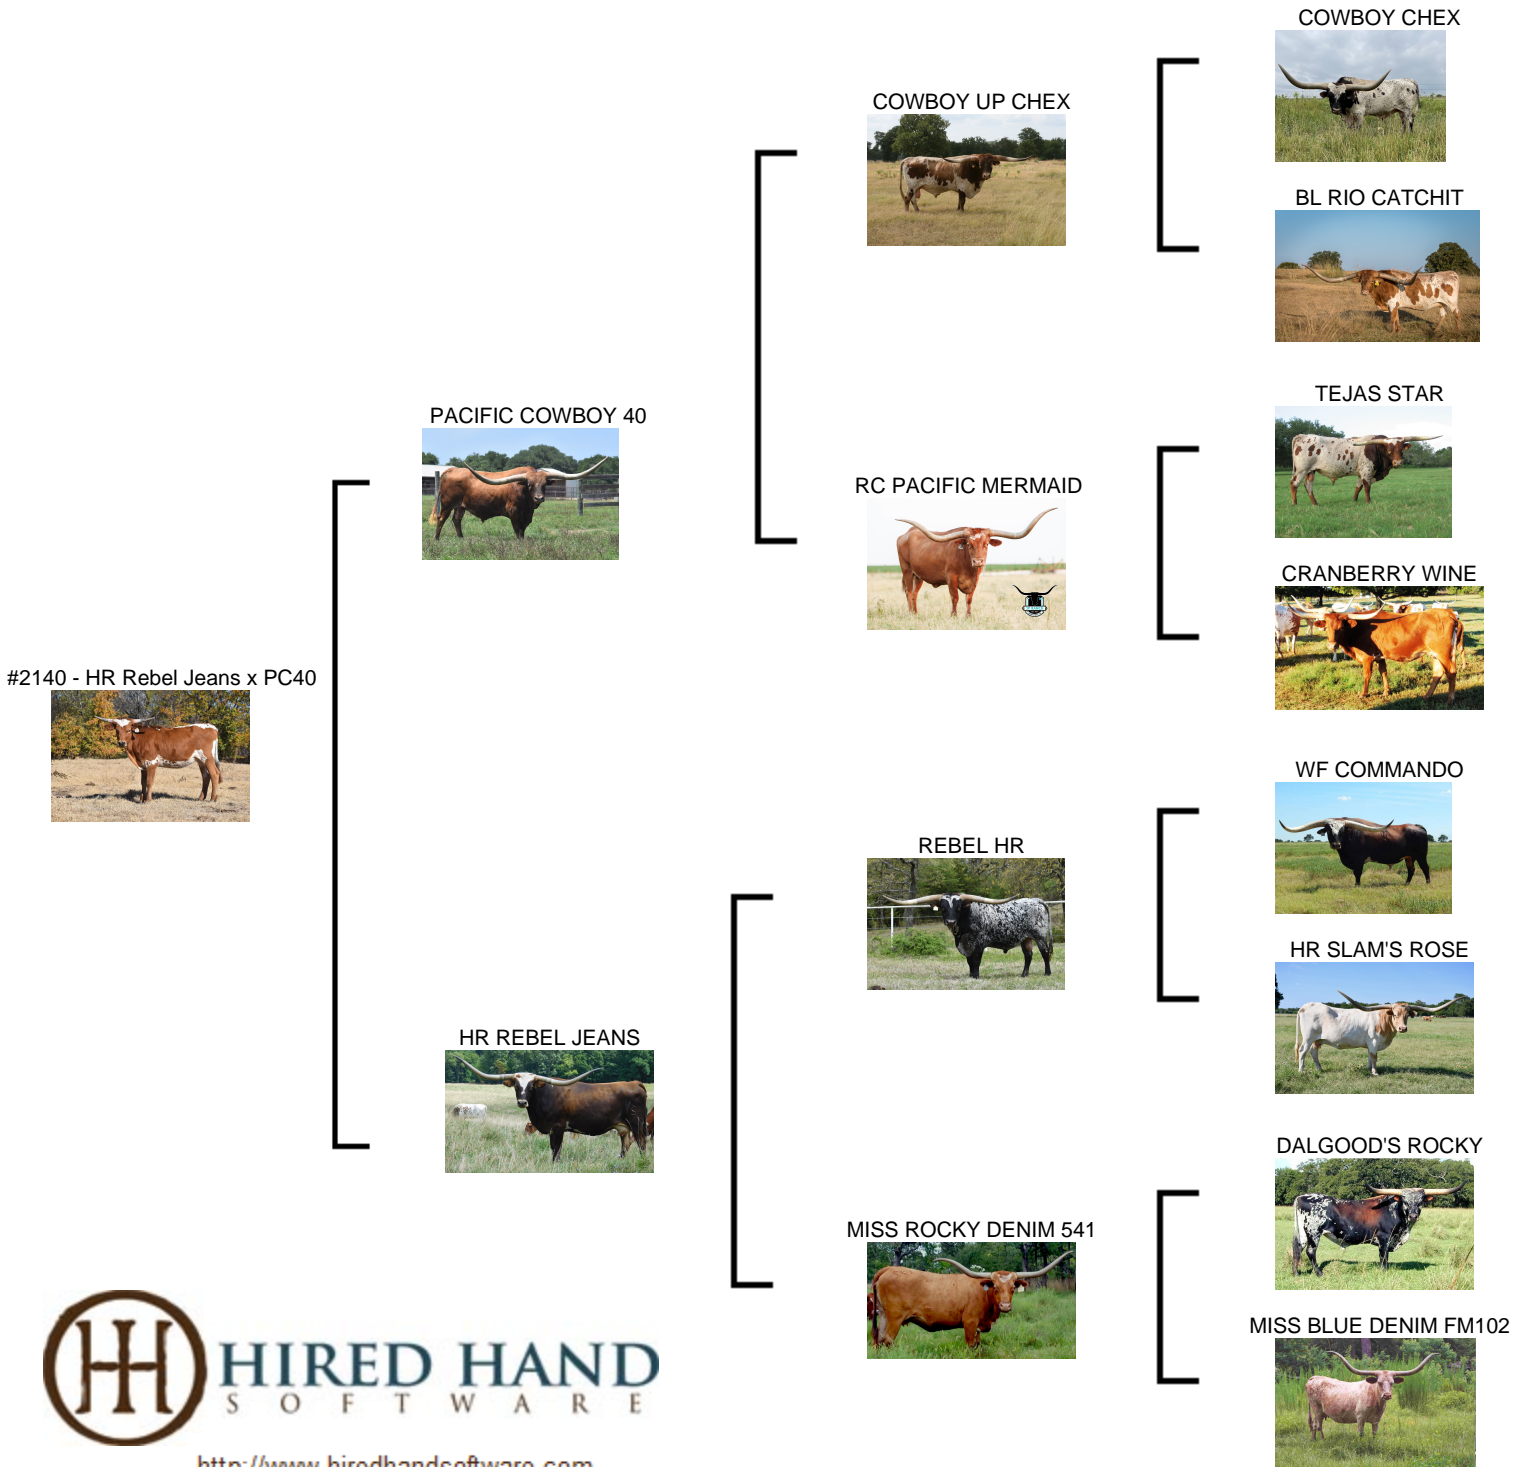 COWBOY CHEX
COWBOY UP CHEX
BL RIO CATCHIT
TEJAS STAR
PACIFIC COWBOY 40
RC PACIFIC MERMAID
CRANBERRY WINE
#2140 - HR Rebel Jeans x PC40
WF COMMANDO
REBEL HR
HR SLAM'S ROSE
HR REBEL JEANS
DALGOOD'S ROCKY
MISS ROCKY DENIM 541
MISS BLUE DENIM FM102
HIRED HAND
SOFTWARE
http://www.hiredhandsoftware.com